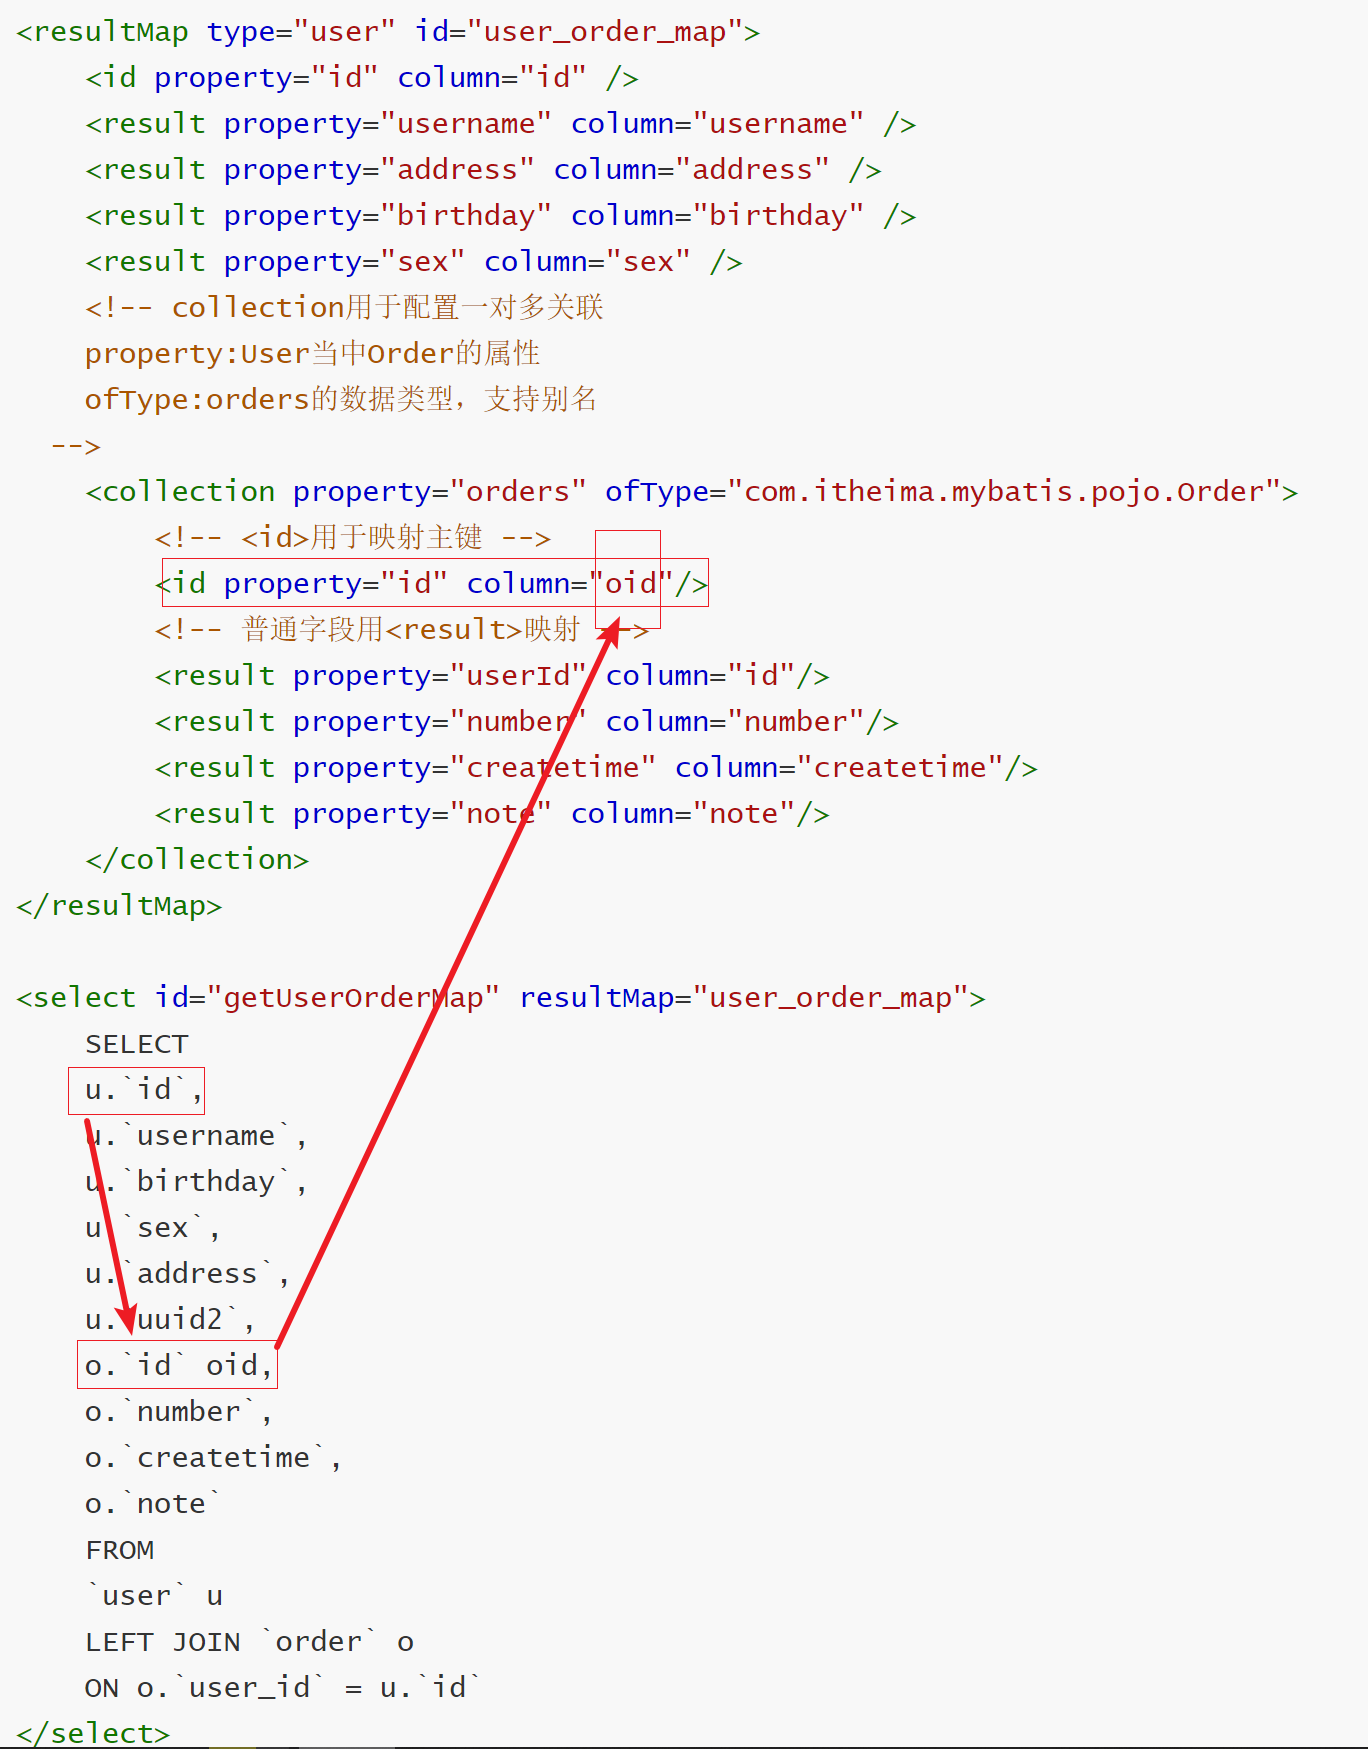 <resultMap type="user" id="user_order_map">
    <id property="id" column="id" />
    <result property="username" column="username" />
    <result property="address" column="address" />
    <result property="birthday" column="birthday" />
    <result property="sex" column="sex" />
    <!-- collection用于配置一对多关联
    property:User当中Order的属性
    ofType:orders的数据类型，支持别名
  -->
    <collection property="orders" ofType="com.itheima.mybatis.pojo.Order">
        <!-- <id>用于映射主键 -->
        <id property="id" column="oid"/>
        <!-- 普通字段用<result>映射 -->
        <result property="userId" column="id"/>
        <result property="number" column="number"/>
        <result property="createtime" column="createtime"/>
        <result property="note" column="note"/>
    </collection>
</resultMap>

<select id="getUserOrderMap" resultMap="user_order_map">
    SELECT
    u.`id`,
    u.`username`,
    u.`birthday`,
    u.`sex`,
    u.`address`,
    u.`uuid2`,
    o.`id` oid,
    o.`number`,
    o.`createtime`,
    o.`note`
    FROM
    `user` u
    LEFT JOIN `order` o
    ON o.`user_id` = u.`id`
</select>